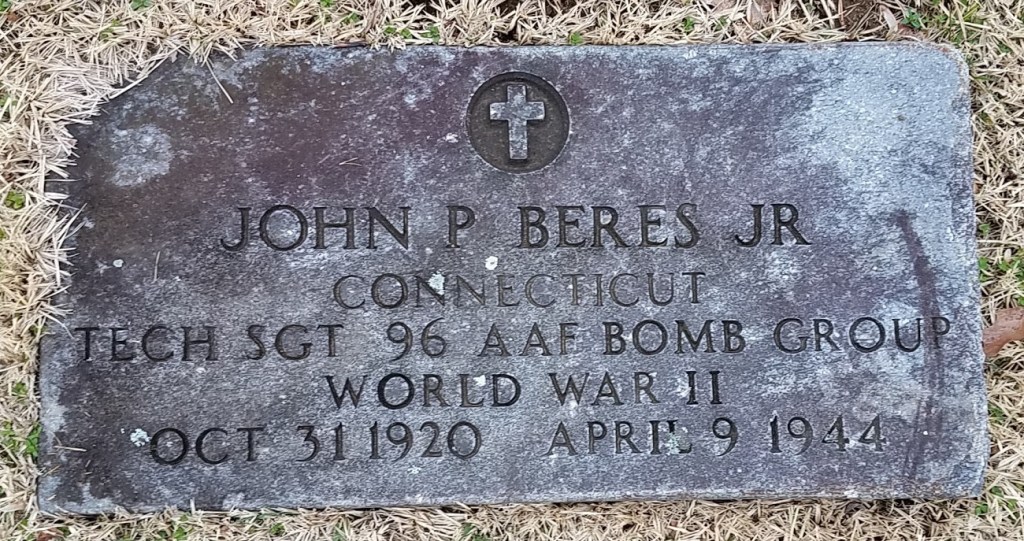 JOHN P BERES JR
CONNECTICUT
TECH SGT 96 AAF BOMB GROUP
WORLD WAR II
OCT 31 1920 APRIL 9 1944